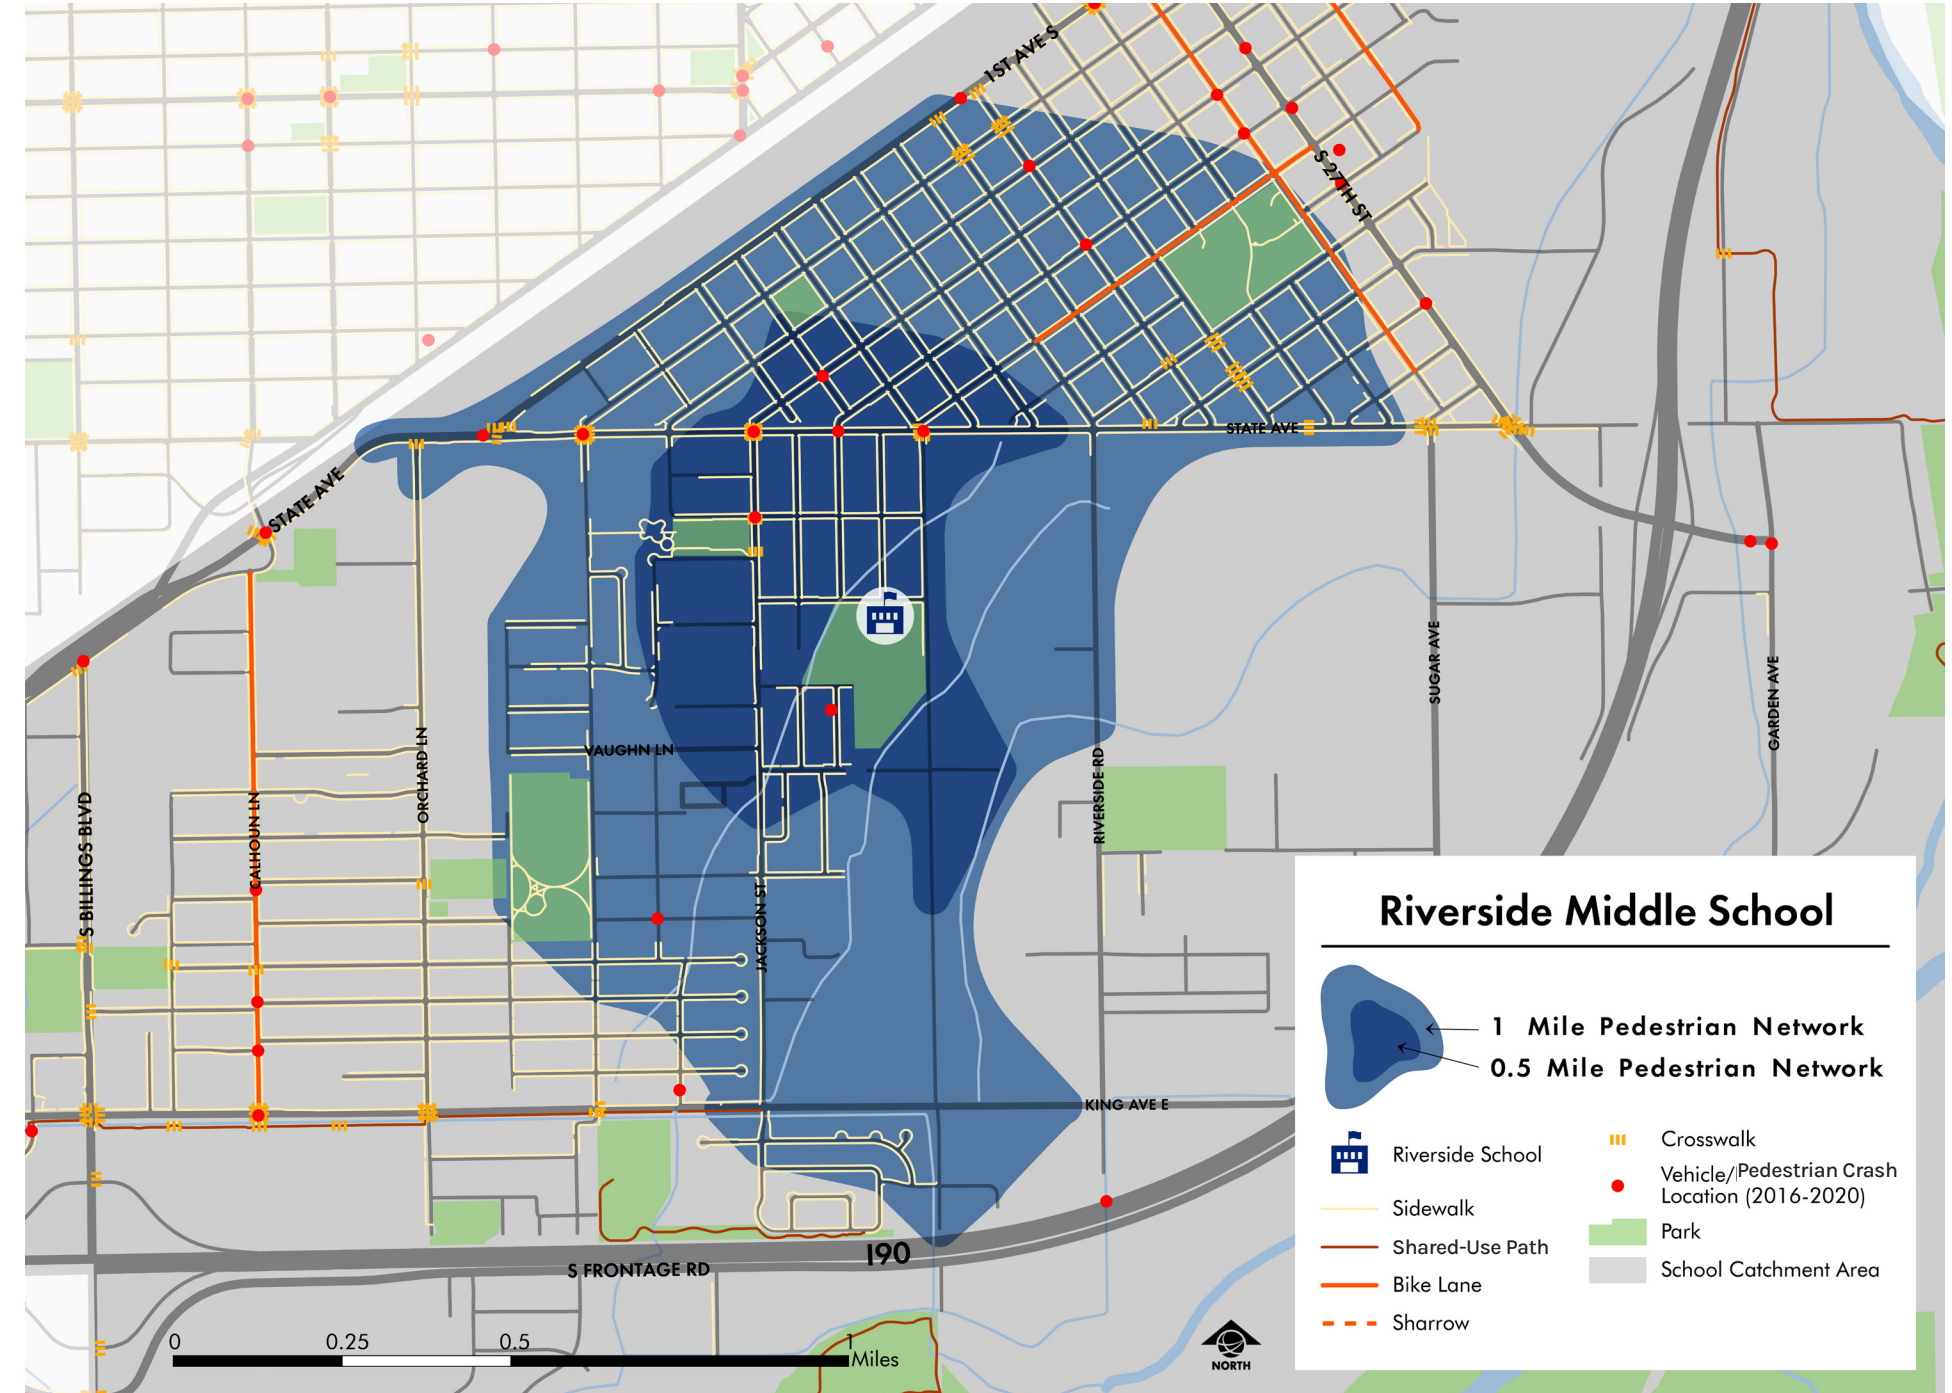 1ST AVE S
S 27TH ST
STATE AVE
STATE AVE
SUGAR AVE
GARDEN AVE
VAUGHN LN
ORCHARD LN
RIVERSIDE RD
S BILLINGS BLVD
CALHOUN LN
JACKSON ST
KING AVE E
I90
S FRONTAGE RD
0 0.25 0.5 1
Miles
NORTH
Riverside Middle School
1 Mile Pedestrian Network
0.5 Mile Pedestrian Network
Riverside School
Sidewalk
Shared-Use Path
Bike Lane
Sharrow
Crosswalk
Vehicle/Pedestrian Crash
Location (2016-2020)
Park
School Catchment Area